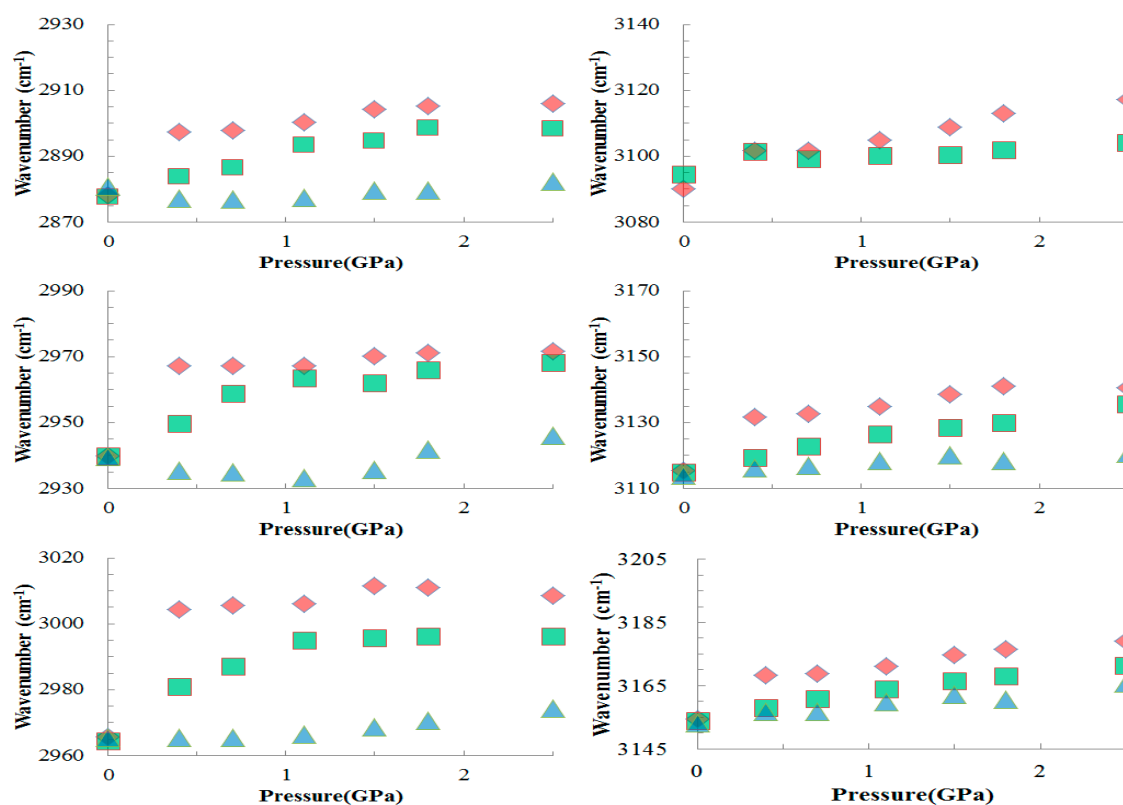 2930
2910
2890
2870
Wavenumber (cm-1)
0 1 2
Pressure(GPa)
3140
3120
3100
3080
Wavenumber (cm-1)
0 1 2
Pressure(GPa)
2990
2970
2950
2930
Wavenumber (cm-1)
0 1 2
Pressure(GPa)
3170
3150
3130
3110
Wavenumber (cm-1)
0 1 2
Pressure(GPa)
3020
3000
2980
2960
Wavenumber (cm-1)
0 1 2
Pressure(GPa)
3205
3185
3165
3145
Wavenumber (cm-1)
0 1 2
Pressure(GPa)